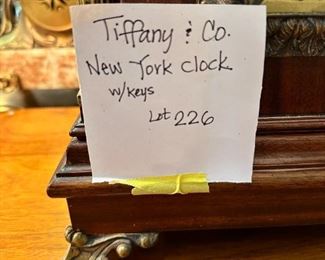 Tiffany & Co.
New York clock
w/keys
Lot 226